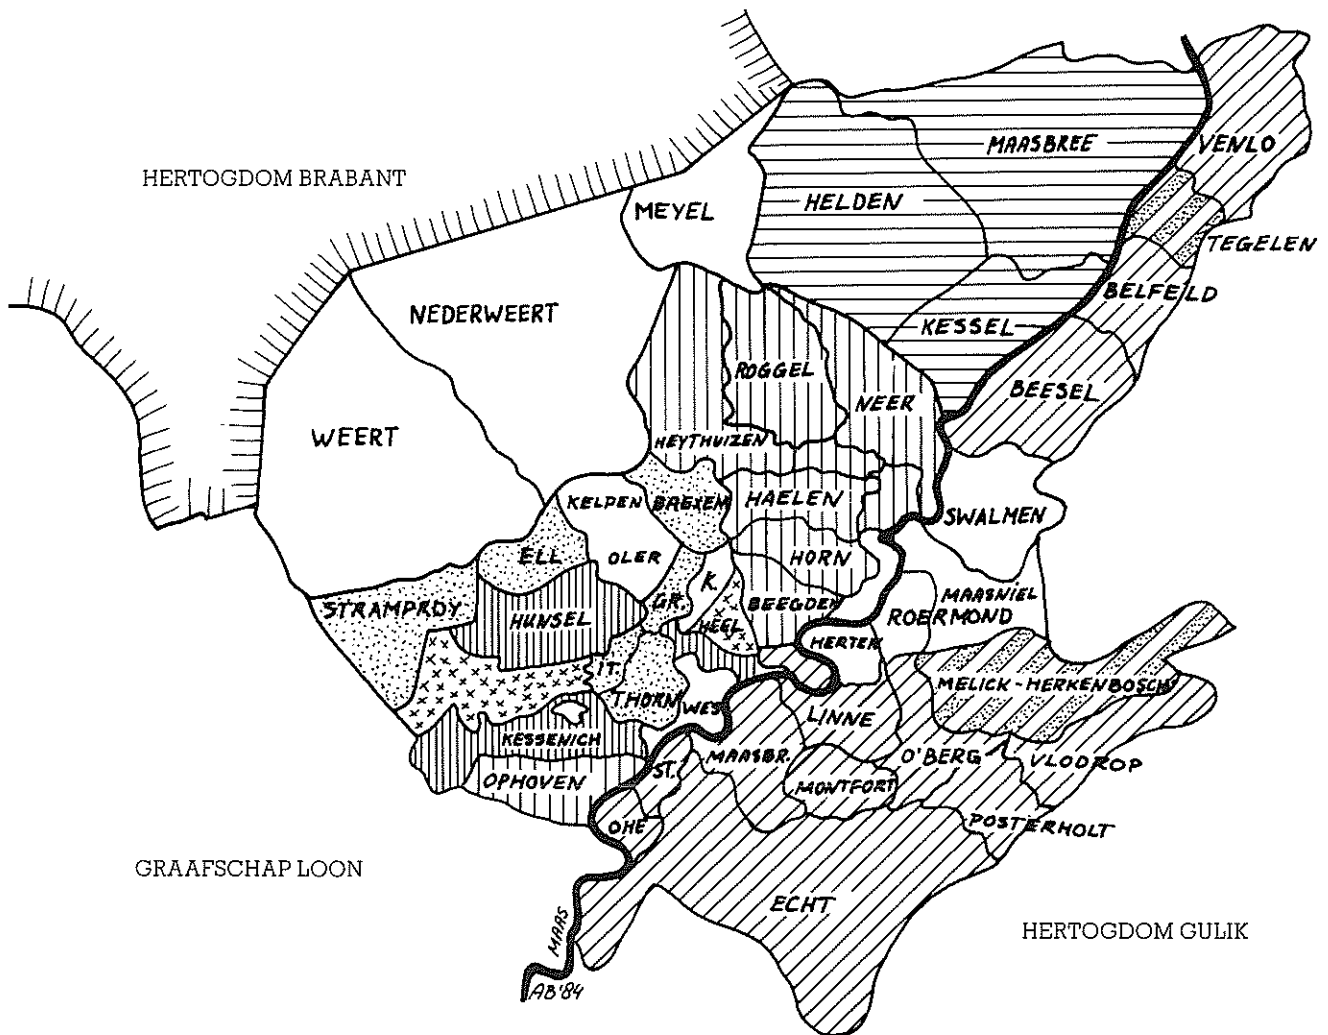 HERTOGDOM BRABANT
VENLO
MAASBREE
HELDEN
MEYEL
TEGELEN
BELFELD
NEDERWEERT
KESSEL
ROGGEL
BEESEL
NEER
WEERT
HEYTHUIZEN
KELPEN
BAEXEM
HAELEN
SWALMEN
ELL
OLER
HORN
K.
GR.
BEEGDEN
MAASNIEL
STRAMPROY
HUNSEL
ROERMOND
HEEL
HERTEN
IT.
THORN
MELICK-HERKENBOSCH
WES
LINNE
KESSENICH
MAASBR.
O'BERG
VLODROP
OPHOVEN
ST.
MONTFORT
OHE
POSTERHOLT
GRAAFSCHAP LOON
ECHT
HERTOGDOM GULIK
MAAS
AB'84